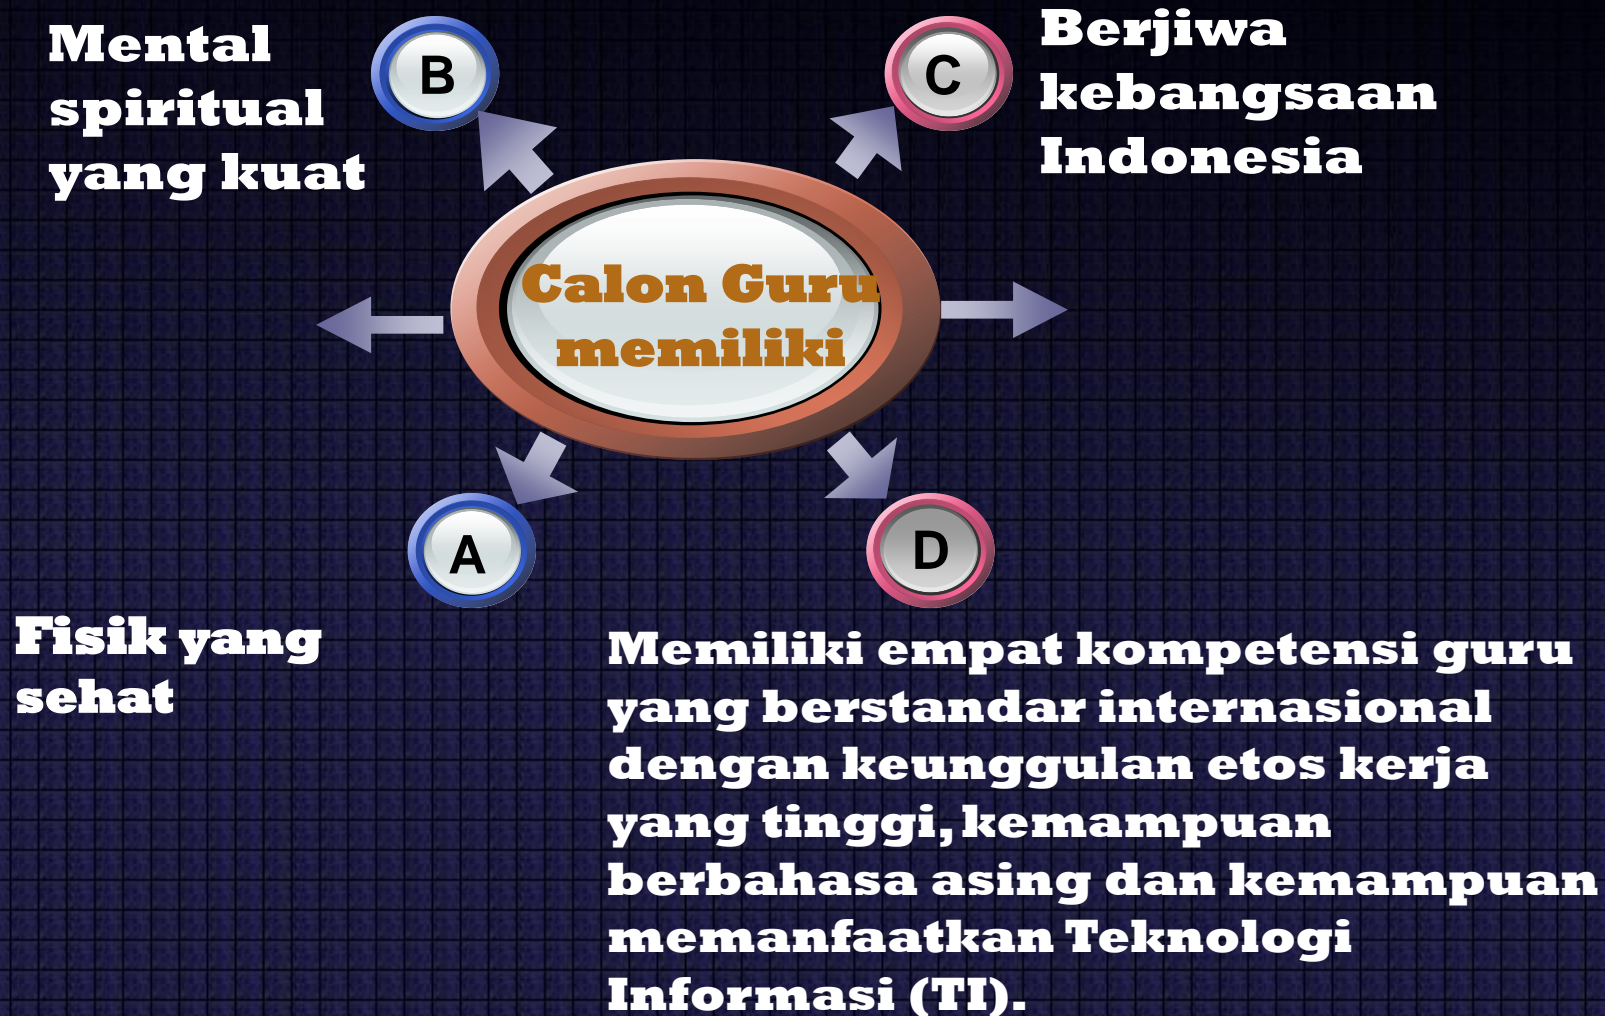 Mental
spiritual
yang kuat
B
C
Berjiwa
kebangsaan
Indonesia
Calon Guru
memiliki
A
D
Fisik yang
sehat
Memiliki empat kompetensi guru
yang berstandar internasional
dengan keunggulan etos kerja
yang tinggi, kemampuan
berbahasa asing dan kemampuan
memanfaatkan Teknologi
Informasi (TI).